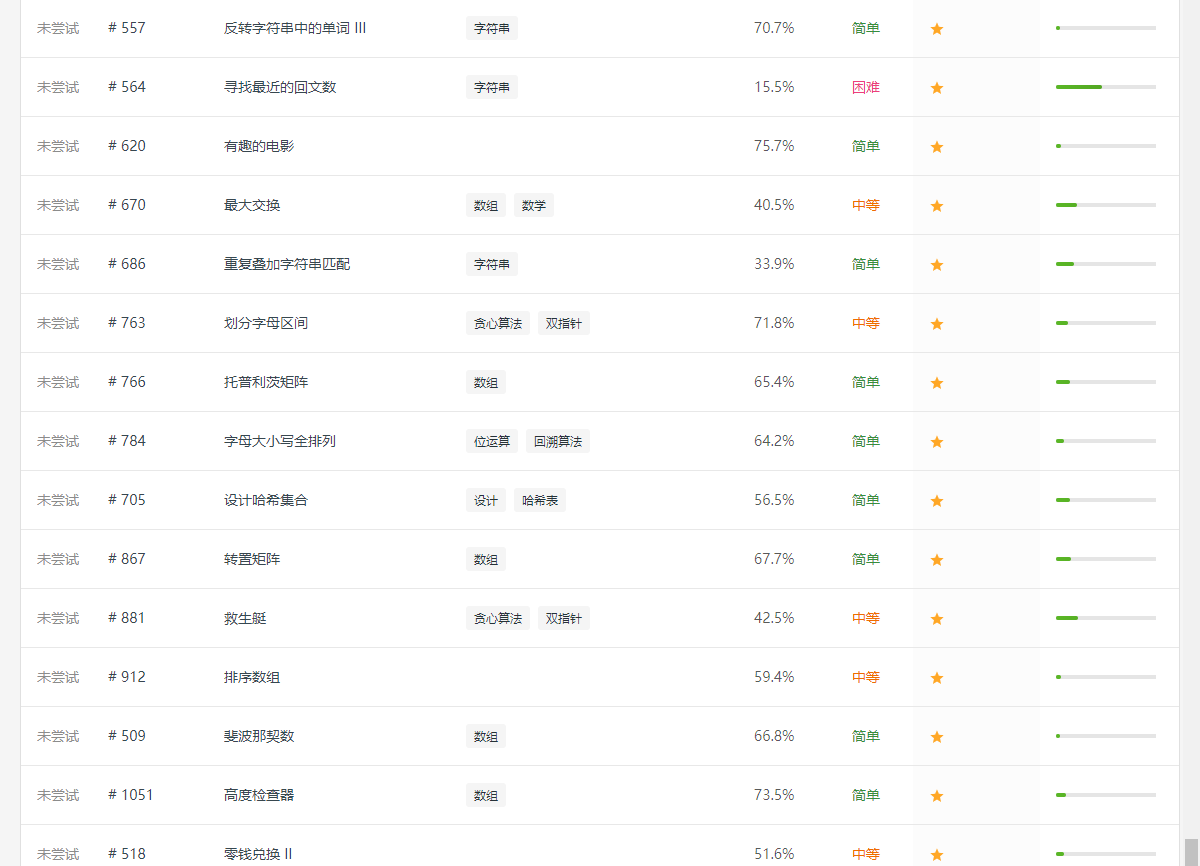 未尝试 # 557 反转字符串中的单词 III 字符串 70.7% 简单
未尝试 # 564 寻找最近的回文数 字符串 15.5% 困难
未尝试 # 620 有趣的电影 75.7% 简单
未尝试 # 670 最大交换 数组 数学 40.5% 中等
未尝试 # 686 重复叠加字符串匹配 字符串 33.9% 简单
未尝试 # 763 划分字母区间 贪心算法 双指针 71.8% 中等
未尝试 # 766 托普利茨矩阵 数组 65.4% 简单
未尝试 # 784 字母大小写全排列 位运算 回溯算法 64.2% 简单
未尝试 # 705 设计哈希集合 设计 哈希表 56.5% 简单
未尝试 # 867 转置矩阵 数组 67.7% 简单
未尝试 # 881 救生艇 贪心算法 双指针 42.5% 中等
未尝试 # 912 排序数组 59.4% 中等
未尝试 # 509 斐波那契数 数组 66.8% 简单
未尝试 # 1051 高度检查器 数组 73.5% 简单
未尝试 # 518 零钱兑换 II 51.6% 中等